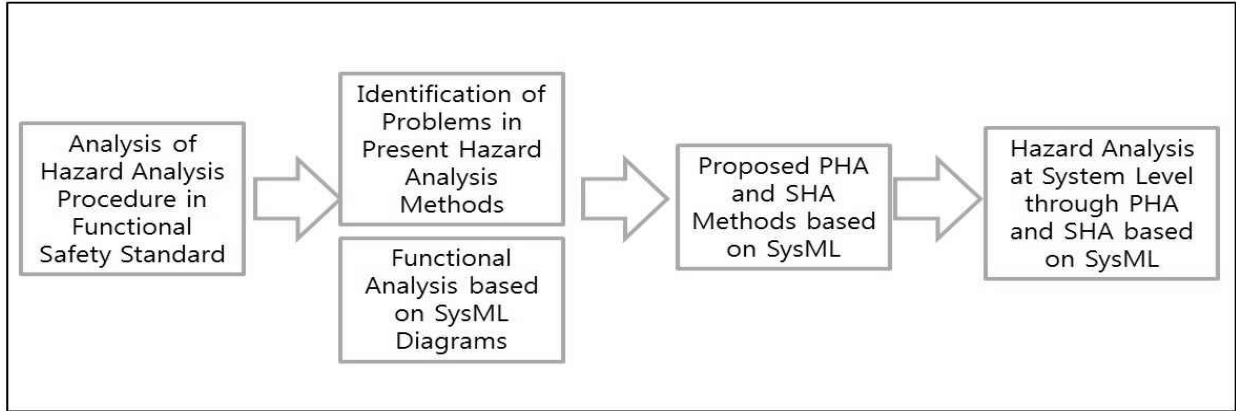 Analysis of
Hazard Analysis
Procedure in
Functional
Safety Standard
Identification of
Problems in
Present Hazard
Analysis
Methods
Functional
Analysis based
on SysML
Diagrams
Proposed PHA
and SHA
Methods based
on SysML
Hazard Analysis
at System Level
through PHA
and SHA based
on SysML